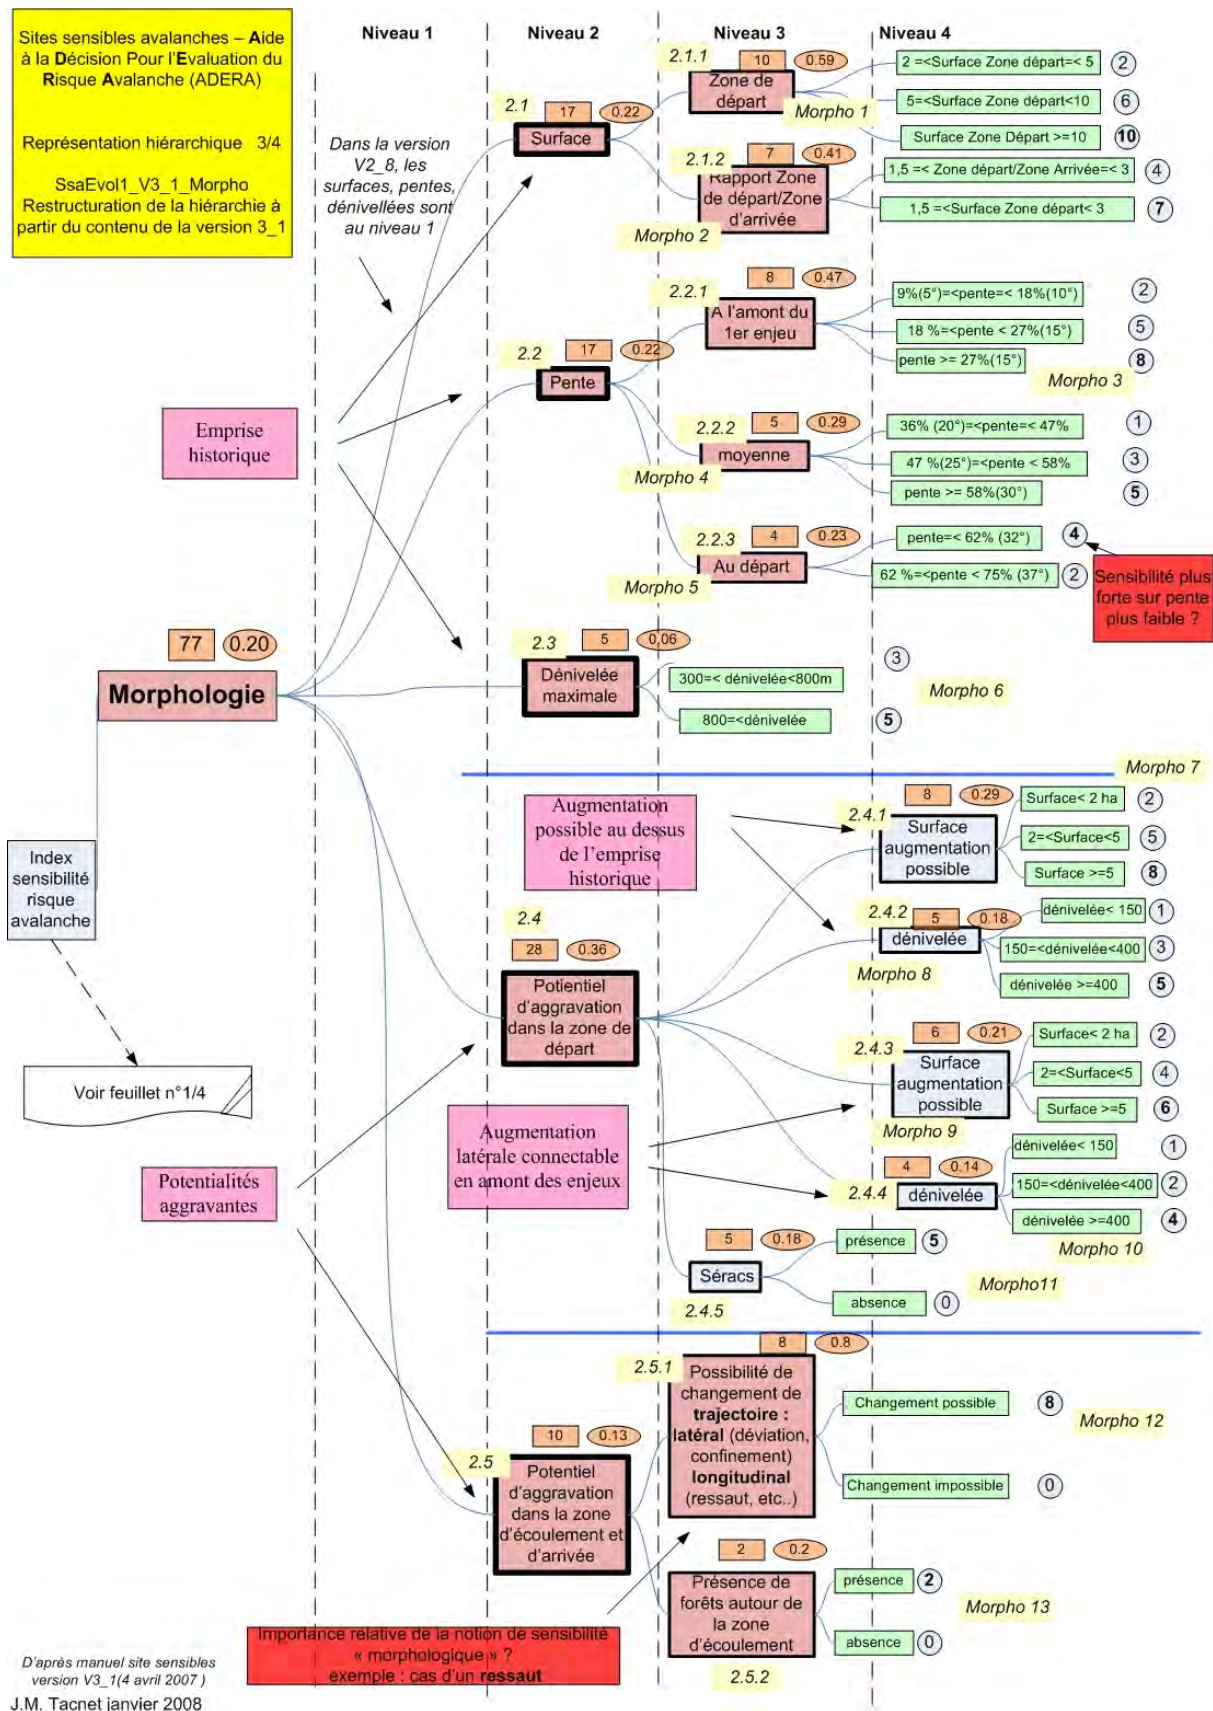 Sites sensibles avalanches – Aide
à la Décision Pour l'Evaluation du
Risque Avalanche (ADERA)
Représentation hiérarchique 3/4
SsaEvol1_V3_1_Morpho
Restructuration de la hiérarchie à
partir du contenu de la version 3_1
Niveau 1
Niveau 2
Niveau 3
Niveau 4
Dans la version
V2_8, les
surfaces, pentes,
dénivellées sont
au niveau 1
2.1
17
0.22
Surface
2.1.1
10
0.59
Zone de
départ
Morpho 1
2 =<Surface Zone départ=< 5
2
5=<Surface Zone départ<10
6
Surface Zone Départ >=10
10
2.1.2
7
0.41
Rapport Zone
de départ/Zone
d'arrivée
Morpho 2
1,5 =< Zone départ/Zone Arrivée=< 3
4
1,5 =<Surface Zone départ< 3
7
Emprise
historique
2.2
17
0.22
Pente
2.2.1
8
0.47
A l'amont du
1er enjeu
9%(5°)=<pente=< 18%(10°)
2
18 %=<pente < 27%(15°)
5
pente >= 27%(15°)
8
Morpho 3
2.2.2
5
0.29
moyenne
Morpho 4
36% (20°)=<pente=< 47%
1
47 %(25°)=<pente < 58%
3
pente >= 58%(30°)
5
2.2.3
4
0.23
Au départ
Morpho 5
pente=< 62% (32°)
4
62 %=<pente < 75% (37°)
2
Sensibilité plus
forte sur pente
plus faible ?
77
0.20
Morphologie
2.3
5
0,06
Dénivelée
maximale
300=< dénivelée<800m
3
800=<dénivelée
5
Morpho 6
Morpho 7
Index
sensibilité
risque
avalanche
Voir feuillet n°1/4
Augmentation
possible au dessus
de l'emprise
historique
2.4
28
0.36
Potientiel
d'aggravation
dans la zone de
départ
2.4.1
8
0.29
Surface
augmentation
possible
Surface< 2 ha
2
2=<Surface<5
5
Surface >=5
8
2.4.2
5
0.18
dénivelée
Morpho 8
dénivelée< 150
1
150=<dénivelée<400
3
dénivelée >=400
5
2.4.3
6
0.21
Surface
augmentation
possible
Morpho 9
Surface< 2 ha
2
2=<Surface<5
4
Surface >=5
6
Augmentation
latérale connectable
en amont des enjeux
2.4.4
4
0.14
dénivelée
dénivelée< 150
1
150=<dénivelée<400
2
dénivelée >=400
4
Morpho 10
5
0.18
Séracs
2.4.5
présence
5
absence
0
Morpho11
Potentialités
aggravantes
2.5
10
0.13
Potentiel
d'aggravation
dans la zone
d'écoulement et
d'arrivée
2.5.1
8
0.8
Possibilité de
changement de
trajectoire :
latéral (déviation,
confinement)
longitudinal
(ressaut, etc..)
Changement possible
8
Changement impossible
0
Morpho 12
2
0.2
Présence de
forêts autour de
la zone
d'écoulement
2.5.2
présence
2
absence
0
Morpho 13
Importance relative de la notion de sensibilité
« morphologique » ?
exemple : cas d'un ressaut
D'après manuel site sensibles
version V3_1(4 avril 2007 )
J.M. Tacnet janvier 2008